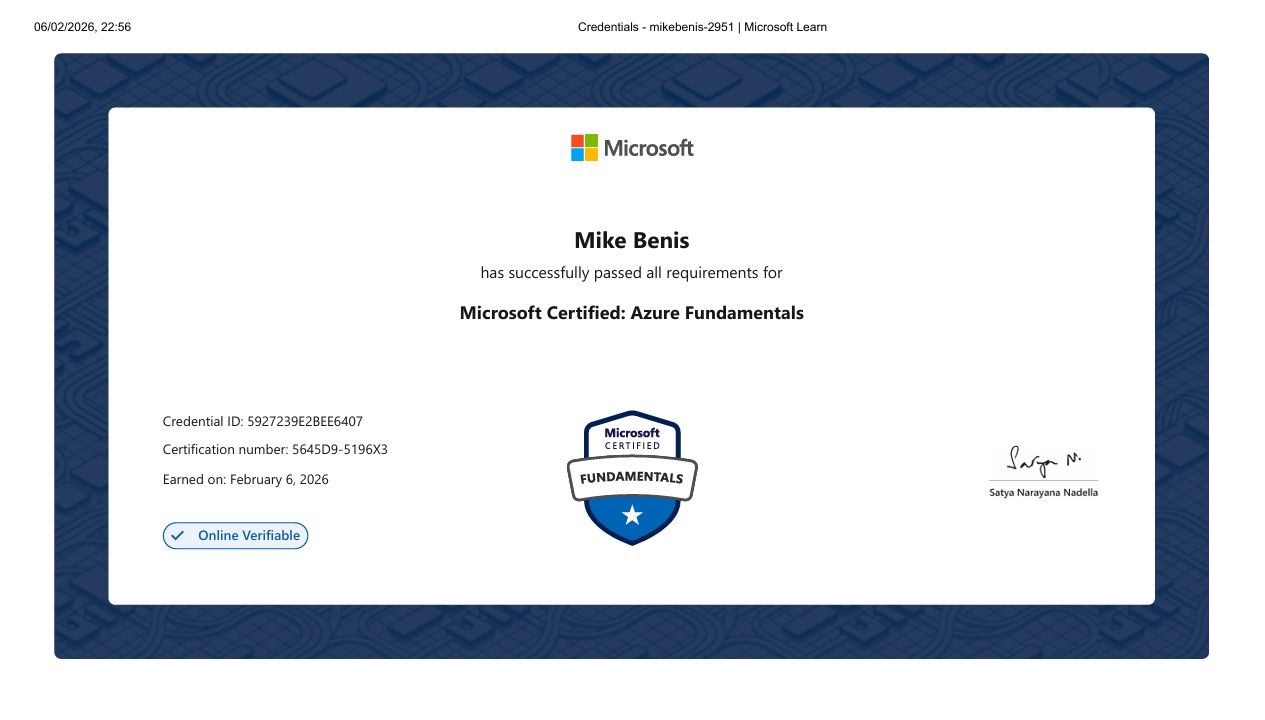 06/02/2026, 22:56
Credentials - mikebenis-2951 | Microsoft Learn
Microsoft
Mike Benis
has successfully passed all requirements for
Microsoft Certified: Azure Fundamentals
Credential ID: 5927239E2BEE6407
Certification number: 5645D9-5196X3
Earned on: February 6, 2026
Online Verifiable
Microsoft
CERTIFIED
FUNDAMENTALS
Satya N.
Satya Narayana Nadella